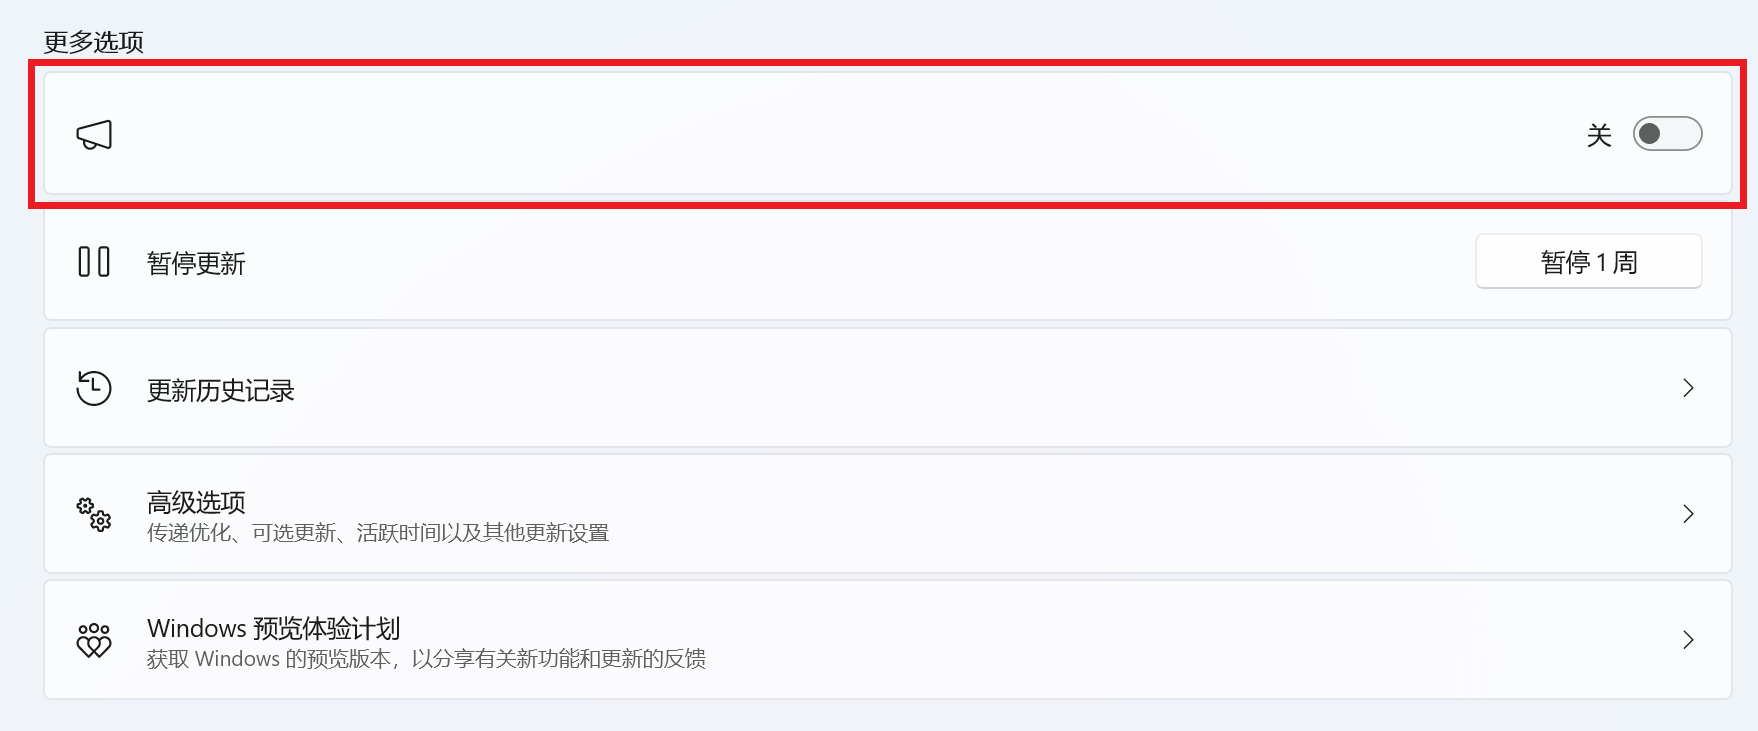 更多选项
关
暂停更新
暂停 1 周
更新历史记录
高级选项
传递优化、可选更新、活跃时间以及其他更新设置
Windows 预览体验计划
获取 Windows 的预览版本，以分享有关新功能和更新的反馈